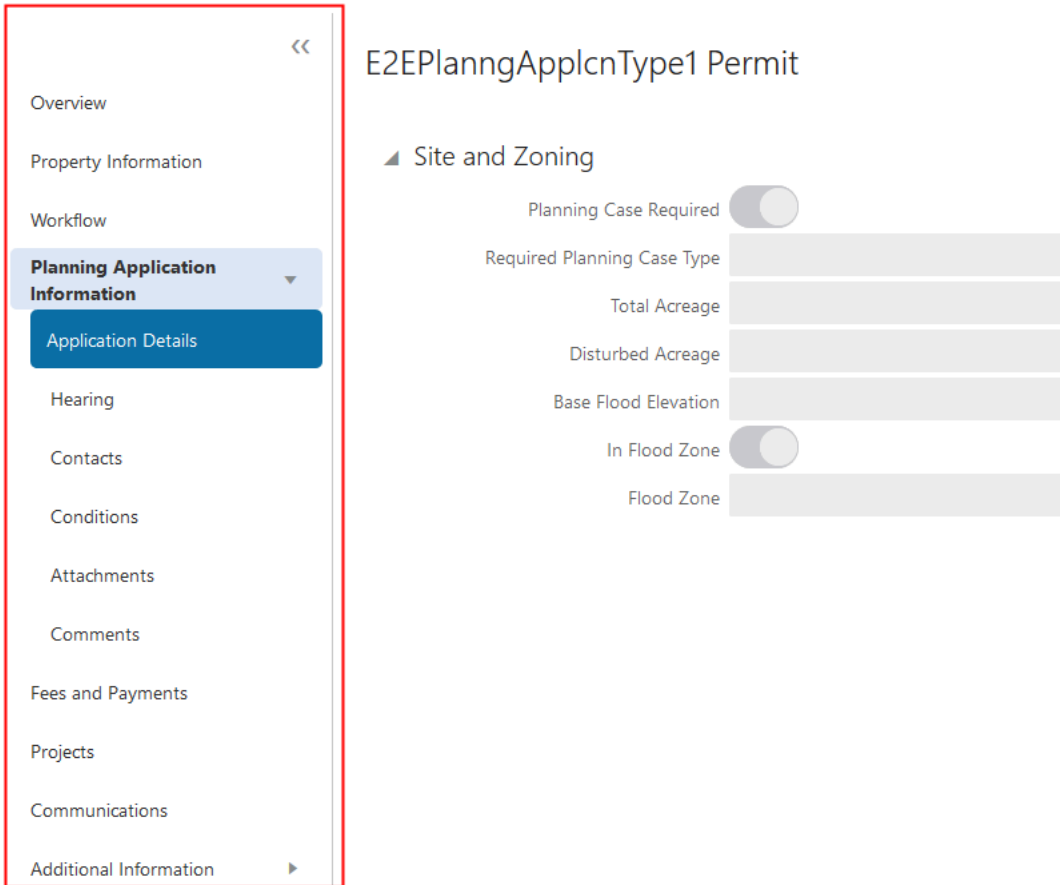 Overview
Property Information
Workflow
Planning Application
Information
Application Details
Hearing
Contacts
Conditions
Attachments
Comments
Fees and Payments
Projects
Communications
Additional Information
E2EPlanngApplcnType1 Permit
Site and Zoning
Planning Case Required
Required Planning Case Type
Total Acreage
Disturbed Acreage
Base Flood Elevation
In Flood Zone
Flood Zone